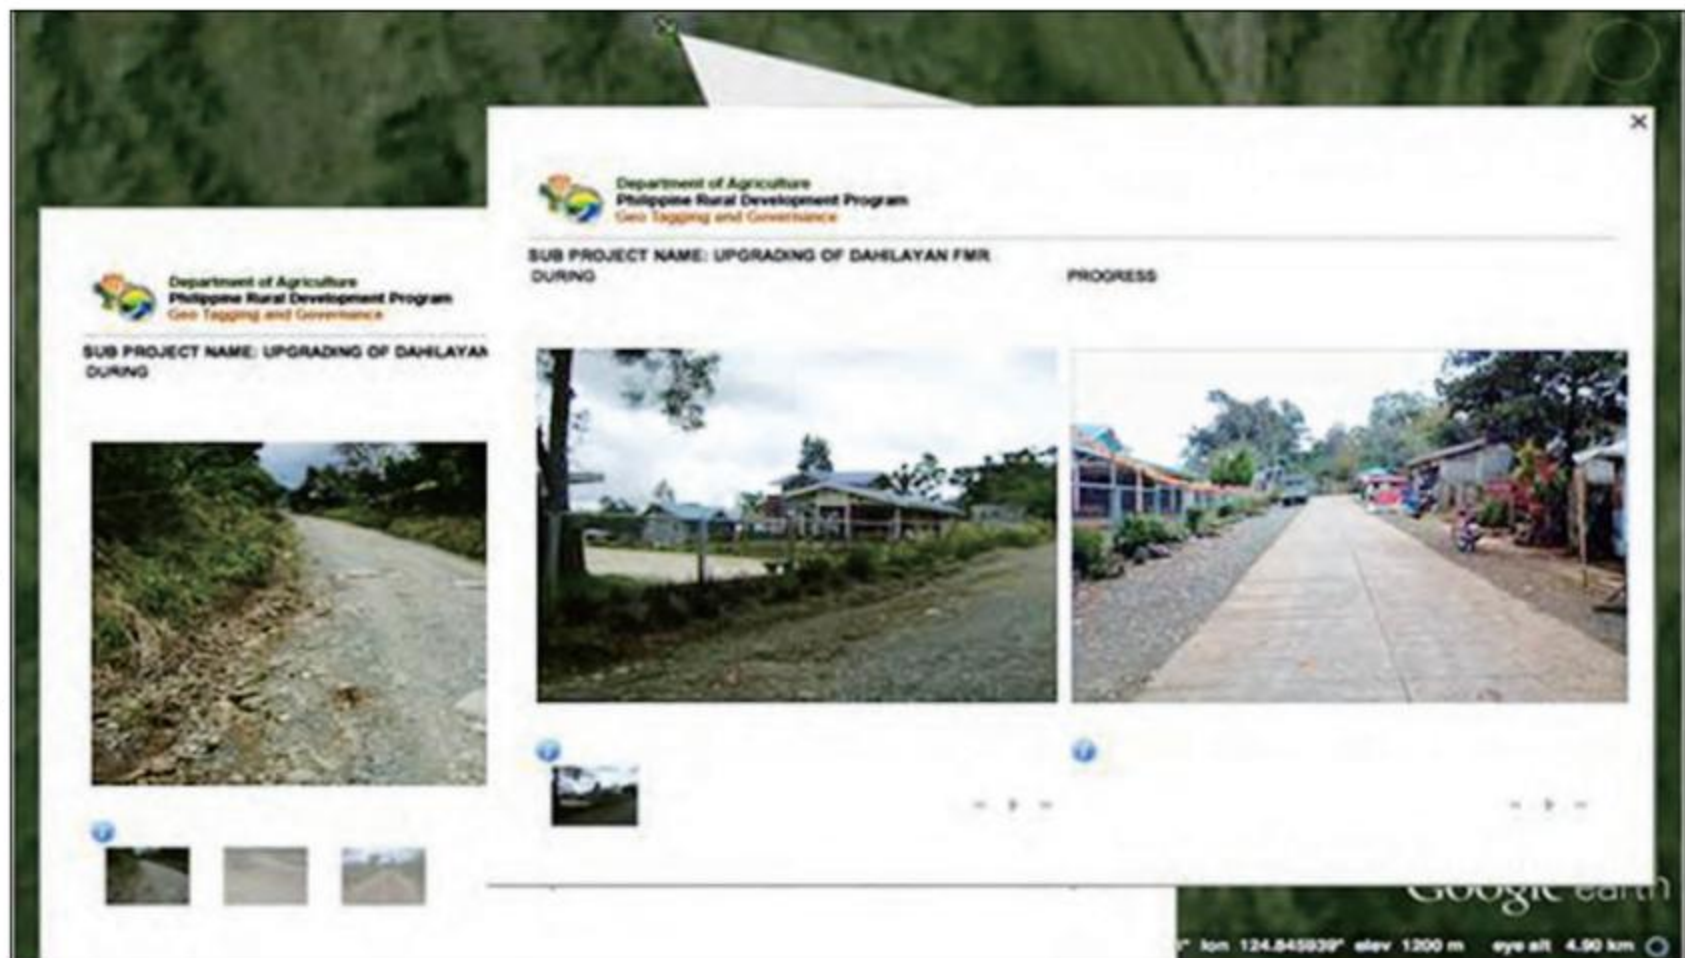 Department of Agriculture
Philippine Rural Development Program
Geo Tagging and Governance
SUB PROJECT NAME: UPGRADING OF DAHILAYAN FMR
DURING
PROGRESS
Department of Agriculture
Philippine Rural Development Program
Geo Tagging and Governance
SUB PROJECT NAME: UPGRADING OF DAHILAYAN
DURING
Google earth
lon 124.845939° elev 1200 m eye alt 4.90 km